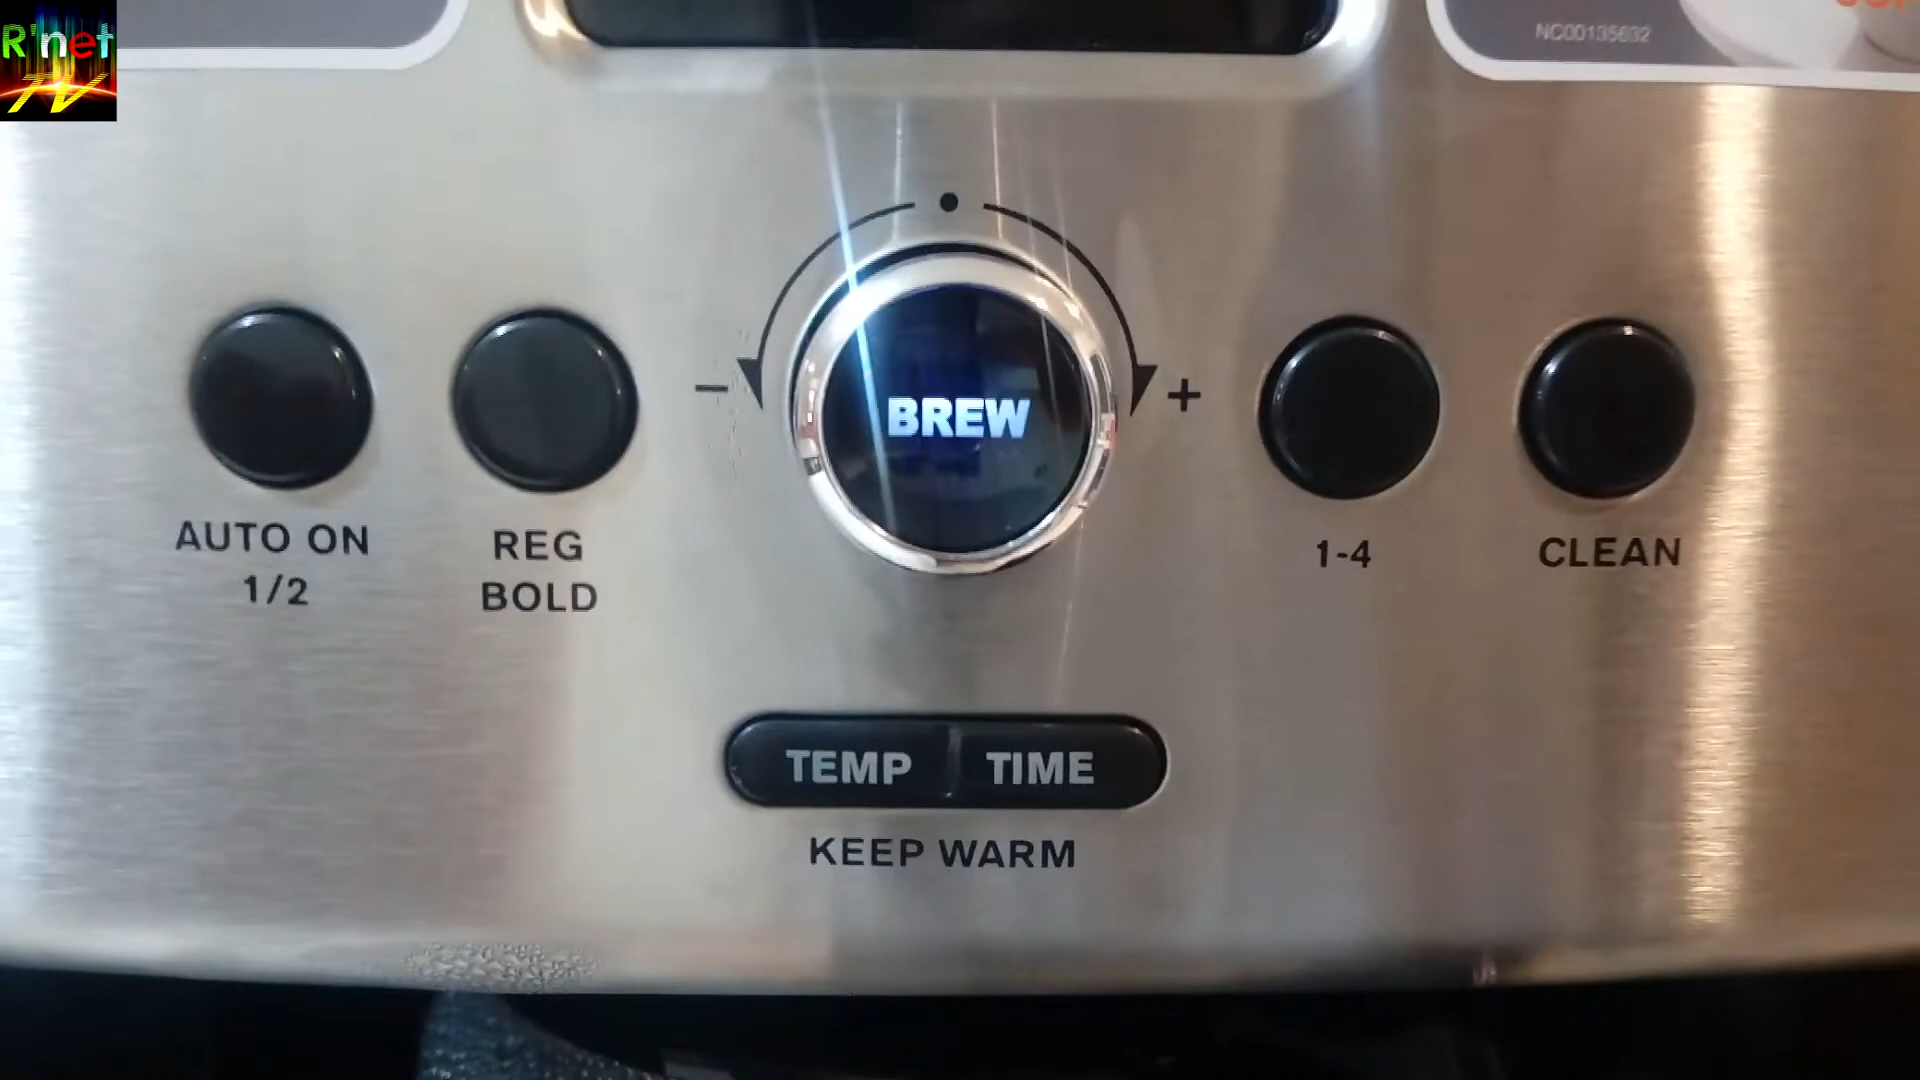 R'net
TV
NC00135632
AUTO ON
1/2
REG
BOLD
−
BREW
+
1-4
CLEAN
TEMP
TIME
KEEP WARM